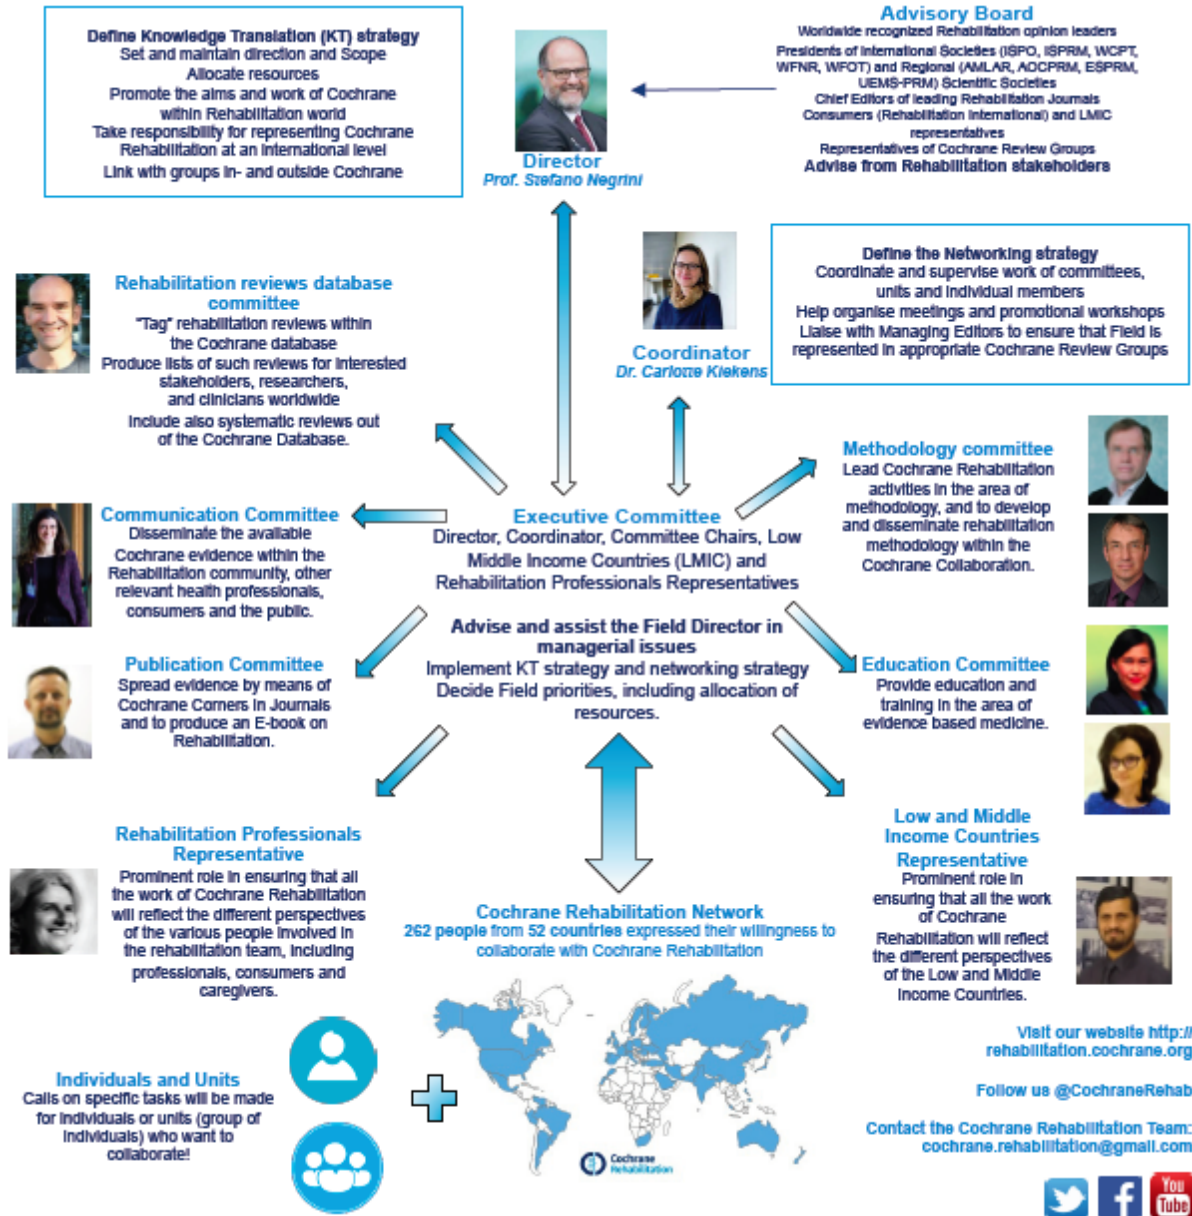 Define Knowledge Translation (KT) strategy
Set and maintain direction and Scope
Allocate resources
Promote the aims and work of Cochrane
within Rehabilitation world
Take responsibility for representing Cochrane
Rehabilitation at an international level
Link with groups in- and outside Cochrane
Director
Prof. Stefano Negrini
Advisory Board
Worldwide recognized Rehabilitation opinion leaders
Presidents of International Societies (ISPO, ISPRM, WCPT,
WFNR, WFOT) and Regional (AMLAR, AOCPRM, ESPRM,
UEMS-PRM) Scientific Societies
Chief Editors of leading Rehabilitation Journals
Consumers (Rehabilitation International) and LMIC
representatives
Representatives of Cochrane Review Groups
Advise from Rehabilitation stakeholders
Coordinator
Dr. Carlotte Kiekens
Define the Networking strategy
Coordinate and supervise work of committees,
units and individual members
Help organise meetings and promotional workshops
Liaise with Managing Editors to ensure that Field is
represented in appropriate Cochrane Review Groups
Rehabilitation reviews database
committee
"Tag" rehabilitation reviews within
the Cochrane database
Produce lists of such reviews for interested
stakeholders, researchers,
and clinicians worldwide
Include also systematic reviews out
of the Cochrane Database.
Communication Committee
Disseminate the available
Cochrane evidence within the
Rehabilitation community, other
relevant health professionals,
consumers and the public.
Executive Committee
Director, Coordinator, Committee Chairs, Low
Middle Income Countries (LMIC) and
Rehabilitation Professionals Representatives
Advise and assist the Field Director in
managerial issues
Implement KT strategy and networking strategy
Decide Field priorities, including allocation of
resources.
Methodology committee
Lead Cochrane Rehabilitation
activities in the area of
methodology, and to develop
and disseminate rehabilitation
methodology within the
Cochrane Collaboration.
Publication Committee
Spread evidence by means of
Cochrane Corners in Journals
and to produce an E-book on
Rehabilitation.
Education Committee
Provide education and
training in the area of
evidence based medicine.
Rehabilitation Professionals
Representative
Prominent role in ensuring that all
the work of Cochrane Rehabilitation
will reflect the different perspectives
of the various people involved in
the rehabilitation team, including
professionals, consumers and
caregivers.
Low and Middle
Income Countries
Representative
Prominent role in
ensuring that all the work
of Cochrane
Rehabilitation will reflect
the different perspectives
of the Low and Middle
Income Countries.
Cochrane Rehabilitation Network
262 people from 52 countries expressed their willingness to
collaborate with Cochrane Rehabilitation
Individuals and Units
Calls on specific tasks will be made
for individuals or units (group of
individuals) who want to
collaborate!
Cochrane
Rehabilitation
Visit our website http://
rehabilitation.cochrane.org
Follow us @CochraneRehab
Contact the Cochrane Rehabilitation Team:
cochrane.rehabilitation@gmail.com
You
Tube